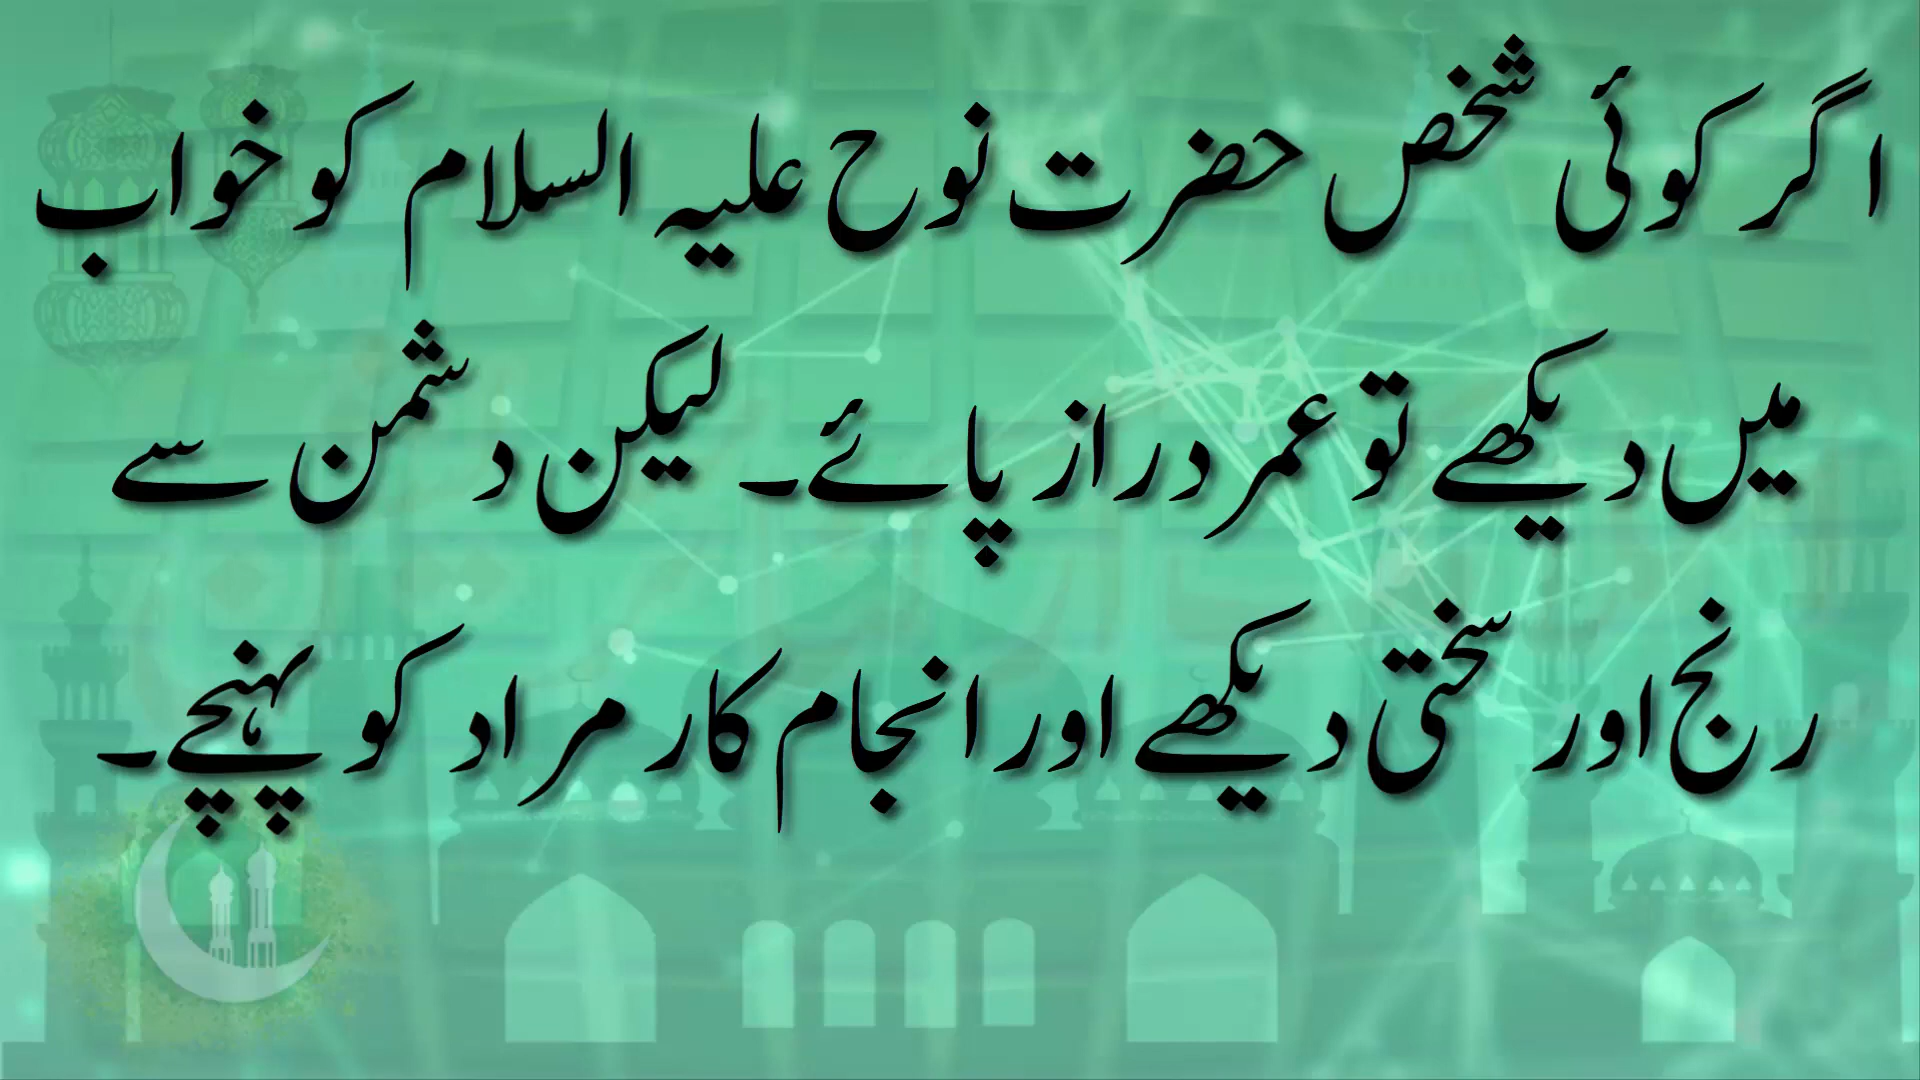 اگر کوئی شخص حضرت نوح علیہ السلام کو خواب
میں دیکھے تو عمر دراز پائے۔ لیکن دشمن سے
رنج اور سختی دیکھے اور انجام کار مراد کو پہنچے۔